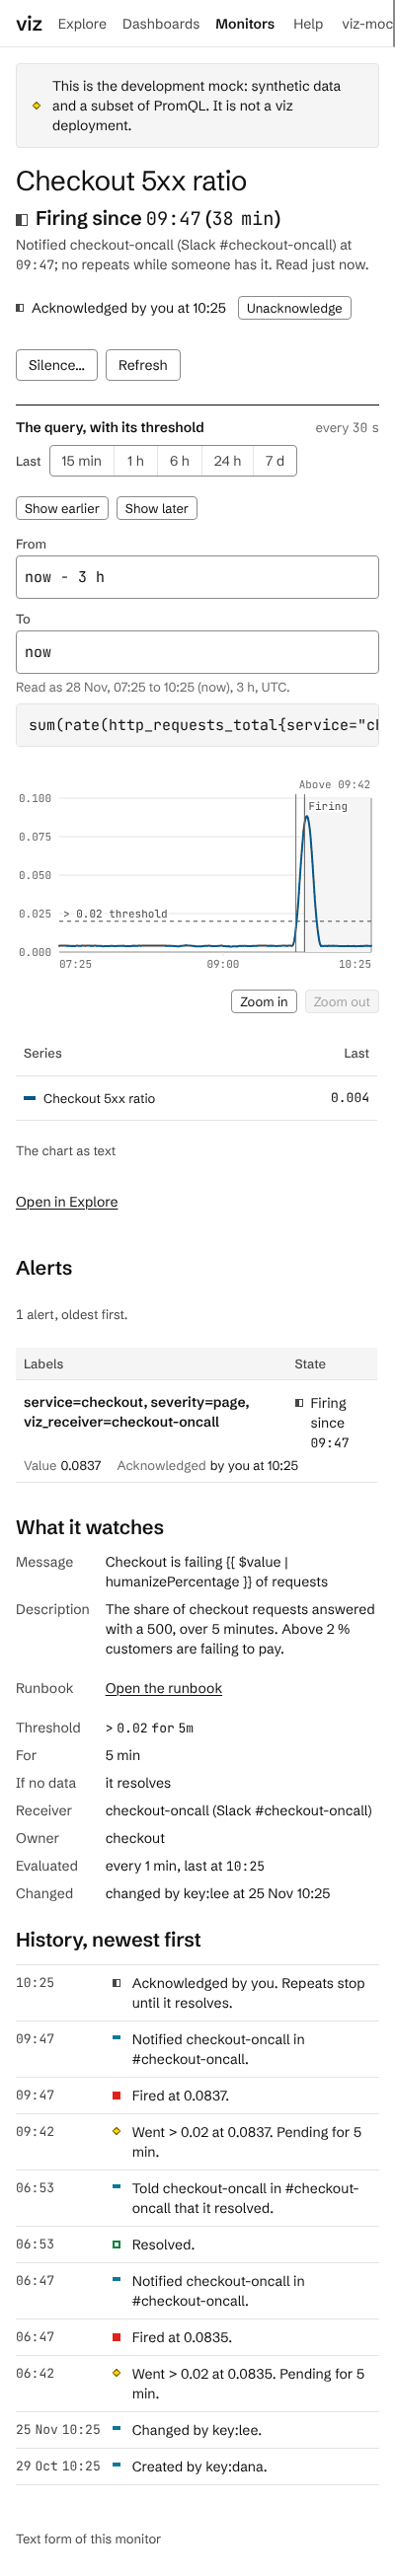 viz Explore Dashboards Monitors Help viz-moc
This is the development mock: synthetic data
and a subset of PromQL. It is not a viz
deployment.
Checkout 5xx ratio
Firing since 09:47 (38 min)
Notified checkout-oncall (Slack #checkout-oncall) at
09:47; no repeats while someone has it. Read just now.
Acknowledged by you at 10:25 Unacknowledge
Silence… Refresh
The query, with its threshold every 30 s
Last 15 min 1 h 6 h 24 h 7 d
Show earlier Show later
From
now - 3 h
To
now
Read as 28 Nov, 07:25 to 10:25 (now), 3 h, UTC.
sum(rate(http_requests_total{service="ch
Above 09:42
0.100
Firing
0.075
0.050
0.025
> 0.02 threshold
0.000
07:25 09:00 10:25
Zoom in Zoom out
Series Last
Checkout 5xx ratio 0.004
The chart as text
Open in Explore
Alerts
1 alert, oldest first.
Labels State
service=checkout, severity=page,
viz_receiver=checkout-oncall
Firing
since
09:47
Value 0.0837 Acknowledged by you at 10:25
What it watches
Message Checkout is failing {{ $value |
humanizePercentage }} of requests
Description The share of checkout requests answered
with a 500, over 5 minutes. Above 2 %
customers are failing to pay.
Runbook Open the runbook
Threshold > 0.02 for 5m
For 5 min
If no data it resolves
Receiver checkout-oncall (Slack #checkout-oncall)
Owner checkout
Evaluated every 1 min, last at 10:25
Changed changed by key:lee at 25 Nov 10:25
History, newest first
10:25 Acknowledged by you. Repeats stop
until it resolves.
09:47 Notified checkout-oncall in
#checkout-oncall.
09:47 Fired at 0.0837.
09:42 Went > 0.02 at 0.0837. Pending for 5
min.
06:53 Told checkout-oncall in #checkout-
oncall that it resolved.
06:53 Resolved.
06:47 Notified checkout-oncall in
#checkout-oncall.
06:47 Fired at 0.0835.
06:42 Went > 0.02 at 0.0835. Pending for 5
min.
25 Nov 10:25 Changed by key:lee.
29 Oct 10:25 Created by key:dana.
Text form of this monitor